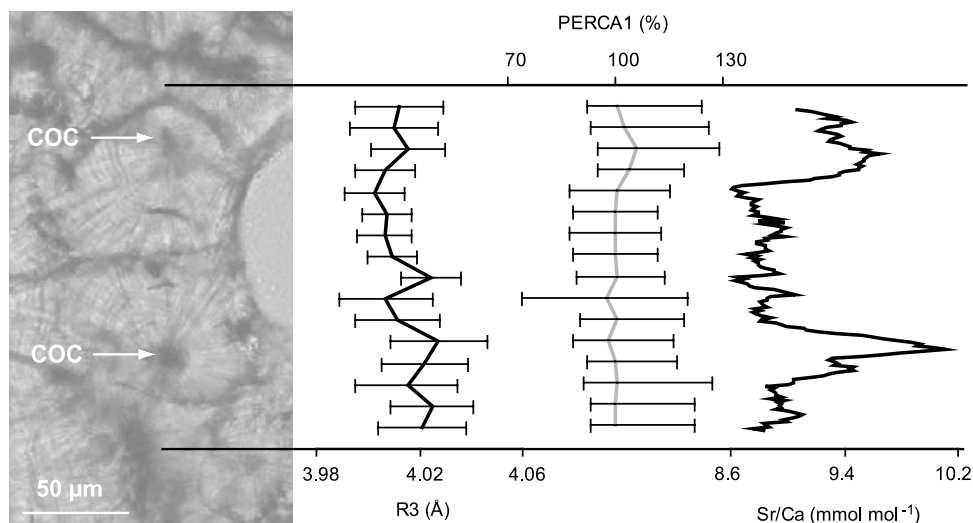 PERCA1 (%)
70 100 130
COC
COC
50 µm
3.98 4.02 4.06 8.6 9.4 10.2
R3 (Å) Sr/Ca (mmol mol⁻¹)